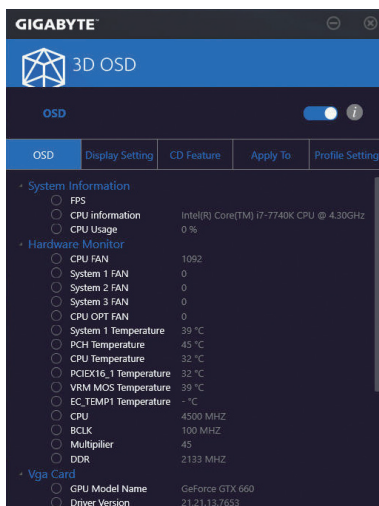 GIGABYTE™
3D OSD
OSD
i
OSD Display Setting CD Feature Apply To Profile Setting
System Information
FPS
CPU information Intel(R) Core(TM) i7-7740K CPU @ 4.30GHz
CPU Usage 0 %
Hardware Monitor
CPU FAN 1092
System 1 FAN 0
System 2 FAN 0
System 3 FAN 0
CPU OPT FAN 0
System 1 Temperature 39 °C
PCH Temperature 45 °C
CPU Temperature 32 °C
PCIEX16_1 Temperature 32 °C
VRM MOS Temperature 39 °C
EC_TEMP1 Temperature - °C
CPU 4500 MHZ
BCLK 100 MHZ
Multipilier 45
DDR 2133 MHZ
Vga Card
GPU Model Name GeForce GTX 660
Driver Version 21.21.13.7653